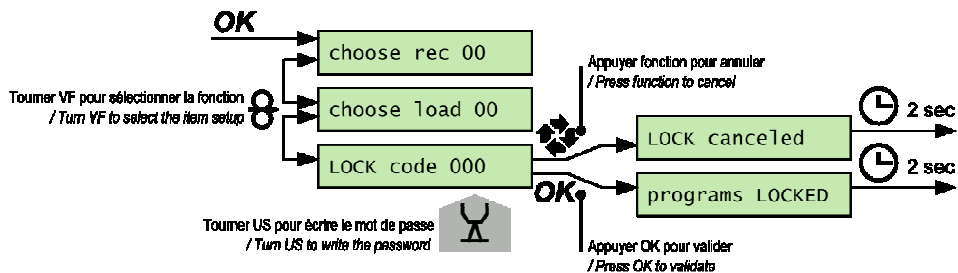 OK
choose rec 00
Appuyer fonction pour annuler
/ Press function to cancel
Tourner VF pour sélectionner la fonction
/ Turn VF to select the item setup
choose load 00
2 sec
LOCK canceled
LOCK code 000
2 sec
OK
programs LOCKED
Tourner US pour écrire le mot de passe
/ Turn US to write the password
Appuyer OK pour valider
/ Press OK to validate